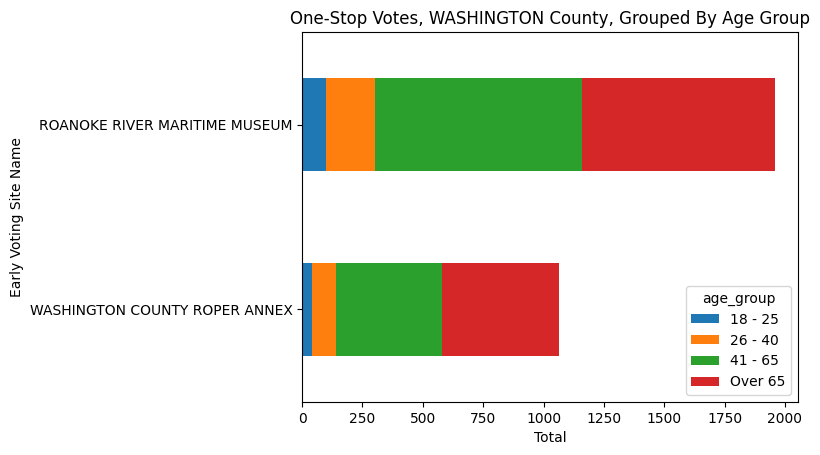 One-Stop Votes, WASHINGTON County, Grouped By Age Group
Early Voting Site Name
ROANOKE RIVER MARITIME MUSEUM
WASHINGTON COUNTY ROPER ANNEX
age_group
18 - 25
26 - 40
41 - 65
Over 65
0 250 500 750 1000 1250 1500 1750 2000
Total